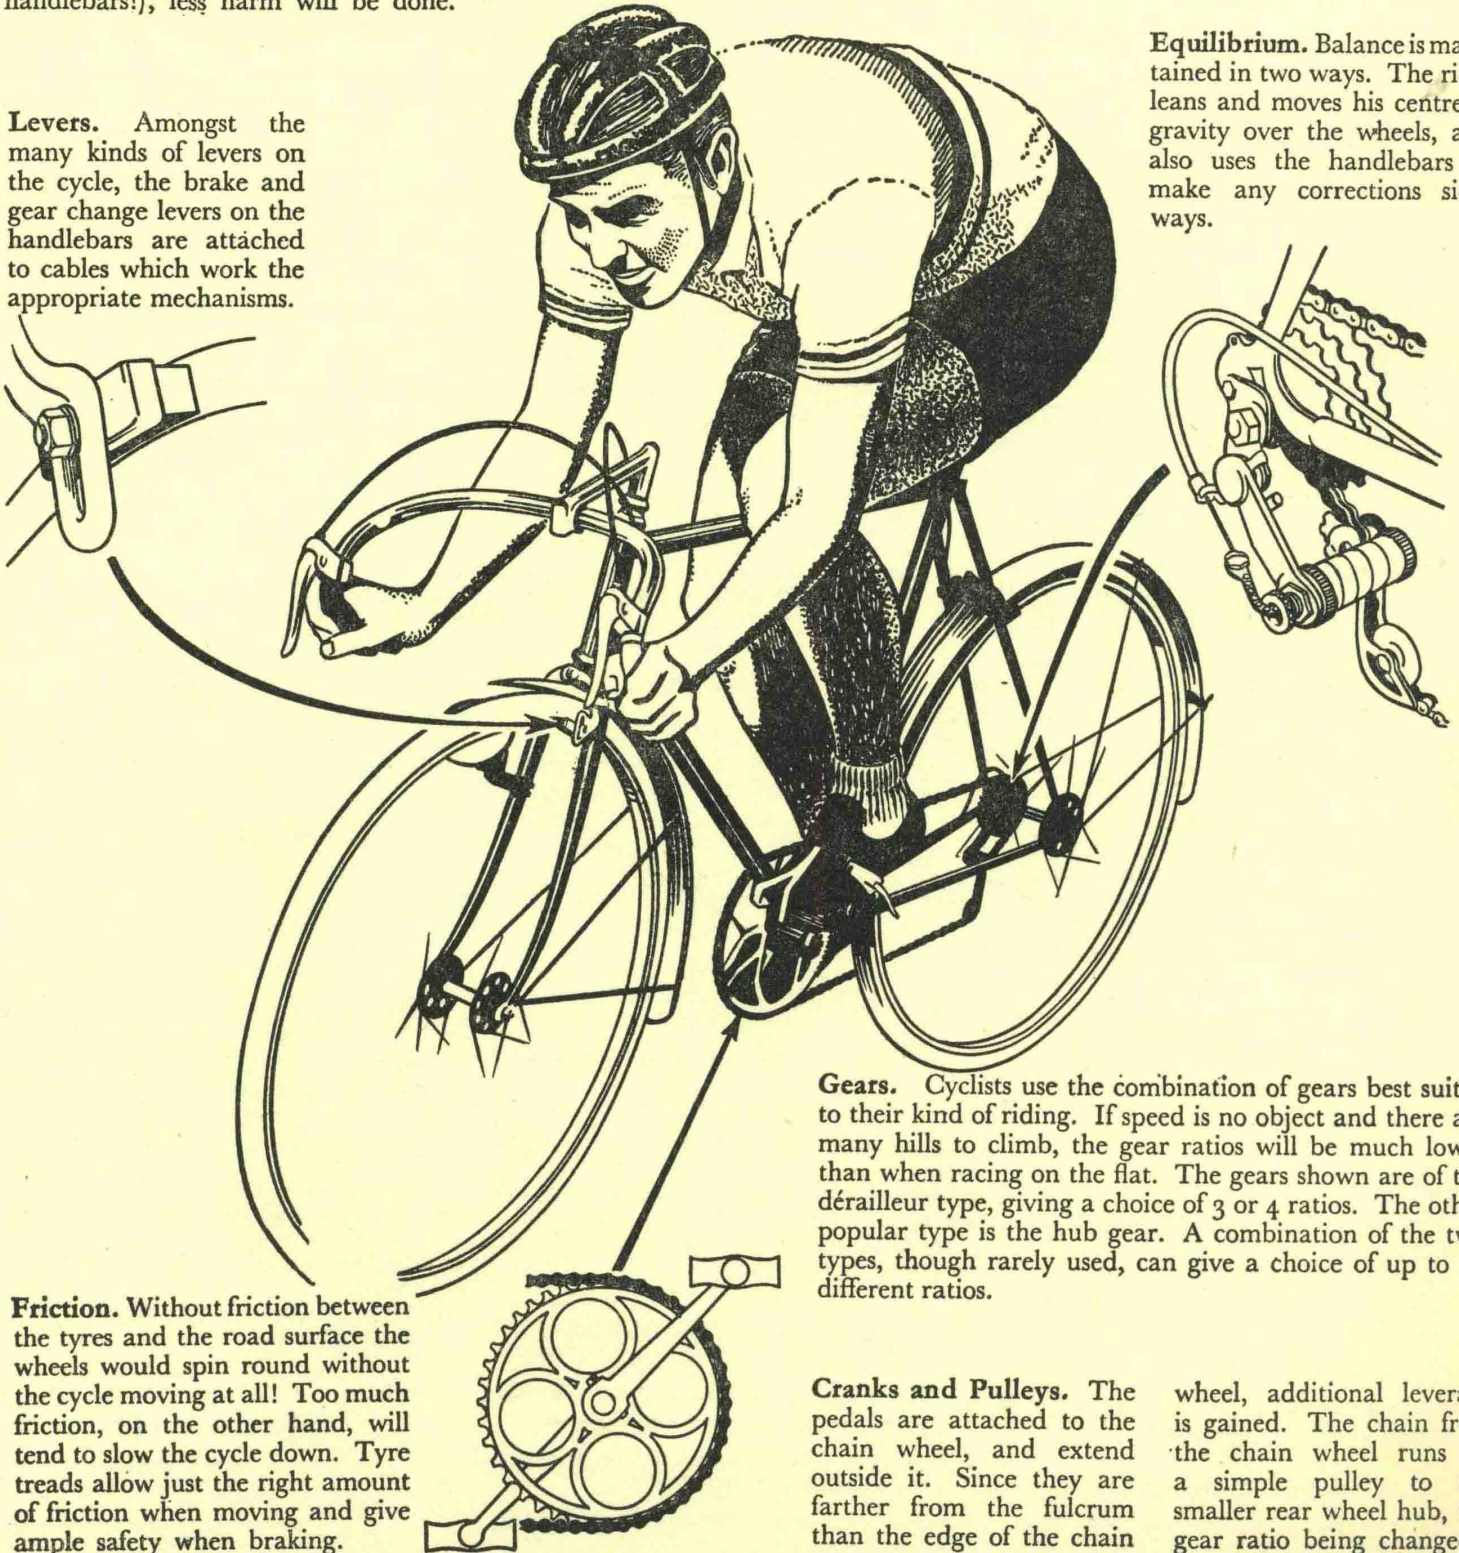 handlebars!), less harm will be done.
Levers. Amongst the
many kinds of levers on
the cycle, the brake and
gear change levers on the
handlebars are attached
to cables which work the
appropriate mechanisms.
Equilibrium. Balance is ma
tained in two ways. The ri
leans and moves his centre
gravity over the wheels, a
also uses the handlebars
make any corrections si
ways.
Gears. Cyclists use the combination of gears best suit
to their kind of riding. If speed is no object and there a
many hills to climb, the gear ratios will be much low
than when racing on the flat. The gears shown are of t
dérailleur type, giving a choice of 3 or 4 ratios. The oth
popular type is the hub gear. A combination of the tw
types, though rarely used, can give a choice of up to
different ratios.
Friction. Without friction between
the tyres and the road surface the
wheels would spin round without
the cycle moving at all! Too much
friction, on the other hand, will
tend to slow the cycle down. Tyre
treads allow just the right amount
of friction when moving and give
ample safety when braking.
Cranks and Pulleys. The
pedals are attached to the
chain wheel, and extend
outside it. Since they are
farther from the fulcrum
than the edge of the chain
wheel, additional levera
is gained. The chain fr
the chain wheel runs
a simple pulley to
smaller rear wheel hub,
gear ratio being change